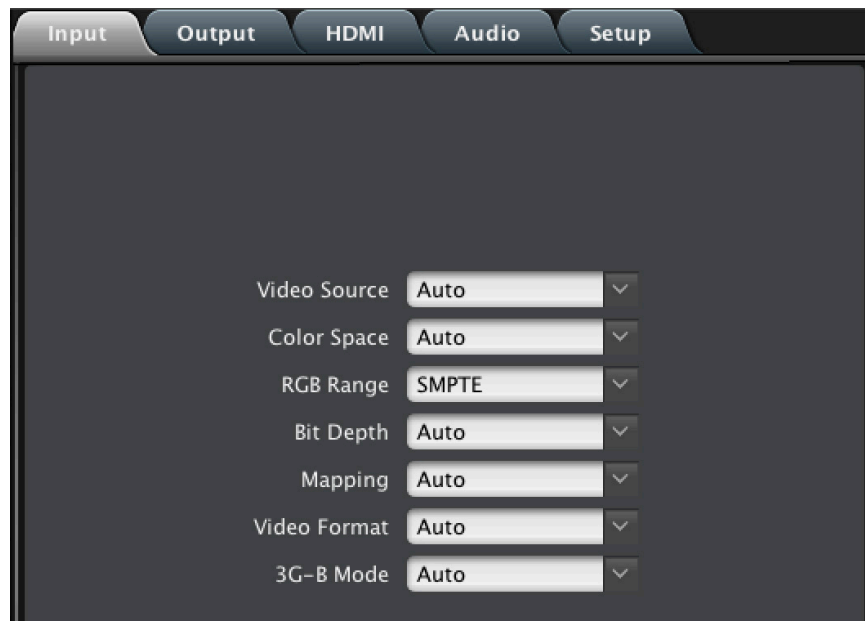 Input Output HDMI Audio Setup
Video Source Auto
Color Space Auto
RGB Range SMPTE
Bit Depth Auto
Mapping Auto
Video Format Auto
3G-B Mode Auto